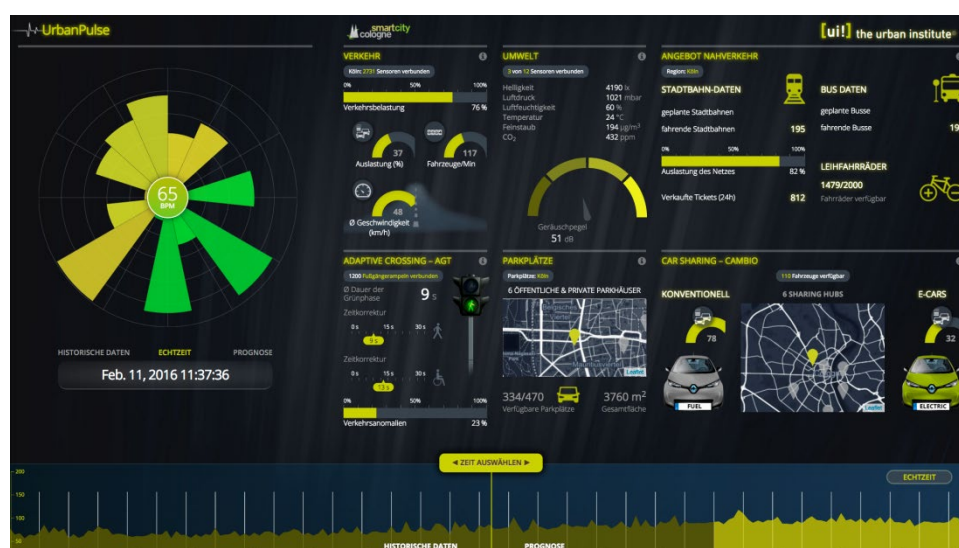 UrbanPulse
smartcity
cologne
[ui!] the urban institute
65
BPM
HISTORISCHE DATEN ECHTZEIT PROGNOSE
Feb. 11, 2016 11:37:36
VERKEHR
Köln: 2731 Sensoren verbunden
0% 50% 100%
Verkehrsbelastung 76 %
37
Auslastung (%)
117
Fahrzeuge/Min
48
Ø Geschwindigkeit
(km/h)
UMWELT
3 von 12 Sensoren verbunden
Helligkeit 4190 lx
Luftdruck 1021 mbar
Luftfeuchtigkeit 60 %
Temperatur 24 °C
Feinstaub 194 µg/m³
CO₂ 432 ppm
Geräuschpegel
51 dB
ANGEBOT NAHVERKEHR
Region: Köln
STADTBAHN-DATEN
geplante Stadtbahnen
fahrende Stadtbahnen 195
0% 50% 100%
Auslastung des Netzes 82 %
Verkaufte Tickets (24h) 812
BUS DATEN
geplante Busse
fahrende Busse 19
LEIHFAHRRÄDER
1479/2000
Fahrräder verfügbar
ADAPTIVE CROSSING – AGT
1200 Fußgängerampeln verbunden
Ø Dauer der
Grünphase
9 s
Zeitkorrektur
0 s 15 s 30 s
9 s
Zeitkorrektur
0 s 15 s 30 s
13 s
0% 50% 100%
Verkehrsanomalien 23 %
PARKPLÄTZE
Parkplätze: Köln
6 ÖFFENTLICHE & PRIVATE PARKHÄUSER
Leaflet
334/470
Verfügbare Parkplätze
3760 m²
Gesamtfläche
CAR SHARING – CAMBIO
110 Fahrzeuge verfügbar
KONVENTIONELL
78
FUEL
6 SHARING HUBS
Leaflet
E-CARS
32
ELECTRIC
◄ ZEIT AUSWÄHLEN ►
ECHTZEIT
200
150
100
50
HISTORISCHE DATEN PROGNOSE